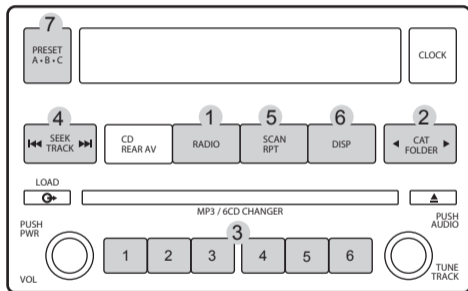 7
PRESET
A•B•C
CLOCK
4
SEEK
TRACK
CD
REAR AV
1
RADIO
5
SCAN
RPT
6
DISP
2
CAT
FOLDER
LOAD
MP3 / 6CD CHANGER
PUSH
PWR
VOL
3
1 2 3 4 5 6
PUSH
AUDIO
TUNE
TRACK